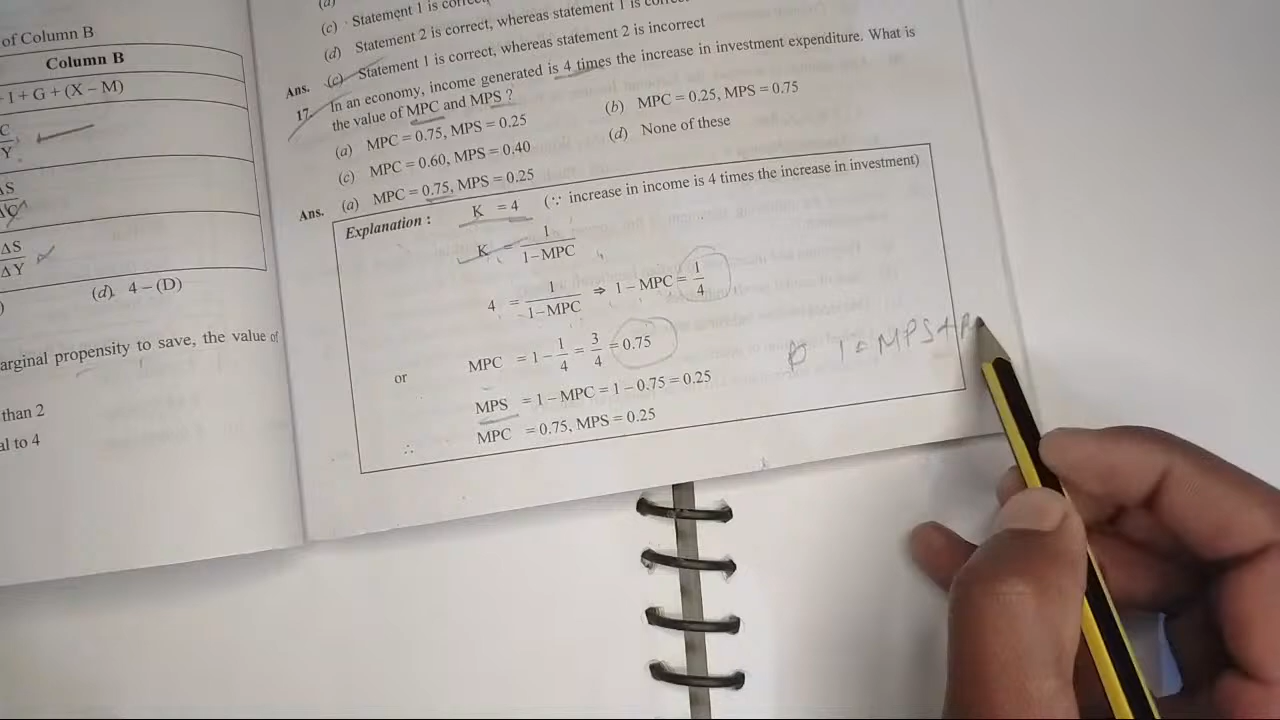 of Column B
Column B
+ I + G + (X – M)
C
Y
ΔS
ΔC
ΔS
ΔY
(d) 4 – (D)
arginal propensity to save, the value of
than 2
al to 4
(c) Statement 1 is
(d) Statement 2 is correct, whereas statement 1 is
Ans. (c) Statement 1 is correct, whereas statement 2 is incorrect
17. In an economy, income generated is 4 times the increase in investment expenditure. What is
the value of MPC and MPS ?
(a) MPC = 0.75, MPS = 0.25 (b) MPC = 0.25, MPS = 0.75
(c) MPC = 0.60, MPS = 0.40 (d) None of these
Ans. (a) MPC = 0.75, MPS = 0.25
Explanation : K = 4 (∵ increase in income is 4 times the increase in investment)
K = 1/1–MPC
4 = 1/1–MPC ⇒ 1 – MPC = 1/4
or MPC = 1 – 1/4 = 3/4 = 0.75
MPS = 1 – MPC = 1 – 0.75 = 0.25
∴ MPC = 0.75, MPS = 0.25
1 = MPS +